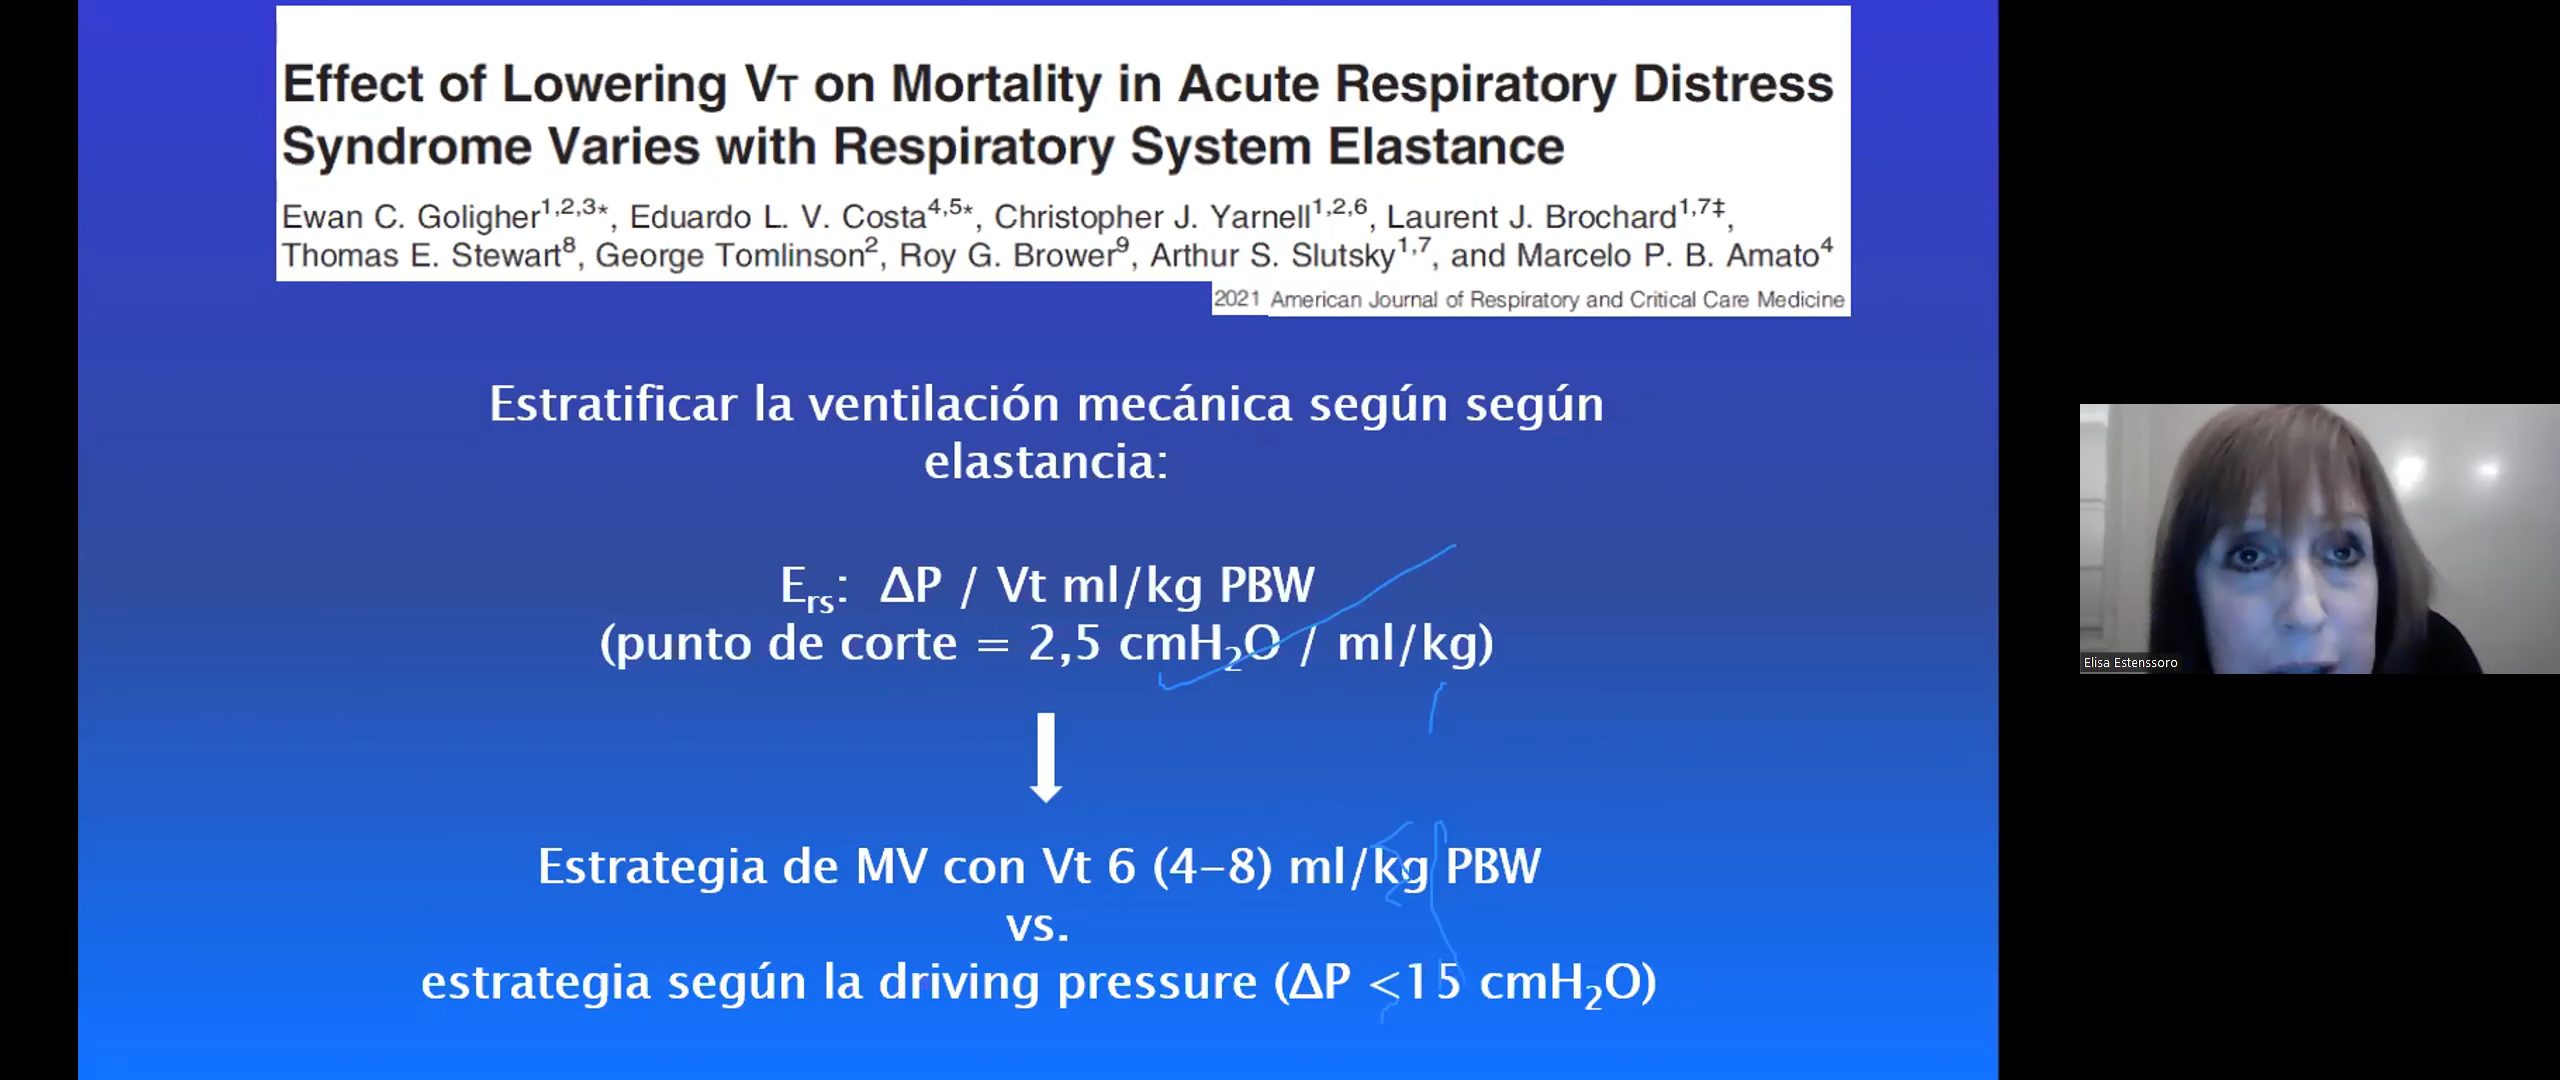 Effect of Lowering VT on Mortality in Acute Respiratory Distress
Syndrome Varies with Respiratory System Elastance
Ewan C. Goligher1,2,3*, Eduardo L. V. Costa4,5*, Christopher J. Yarnell1,2,6, Laurent J. Brochard1,7‡,
Thomas E. Stewart8, George Tomlinson2, Roy G. Brower9, Arthur S. Slutsky1,7, and Marcelo P. B. Amato4
2021 American Journal of Respiratory and Critical Care Medicine
Estratificar la ventilación mecánica según según
elastancia:
Ers: ΔP / Vt ml/kg PBW
(punto de corte = 2,5 cmH2O / ml/kg)
Estrategia de MV con Vt 6 (4–8) ml/kg PBW
vs.
estrategia según la driving pressure (ΔP <15 cmH2O)
Elisa Estenssoro